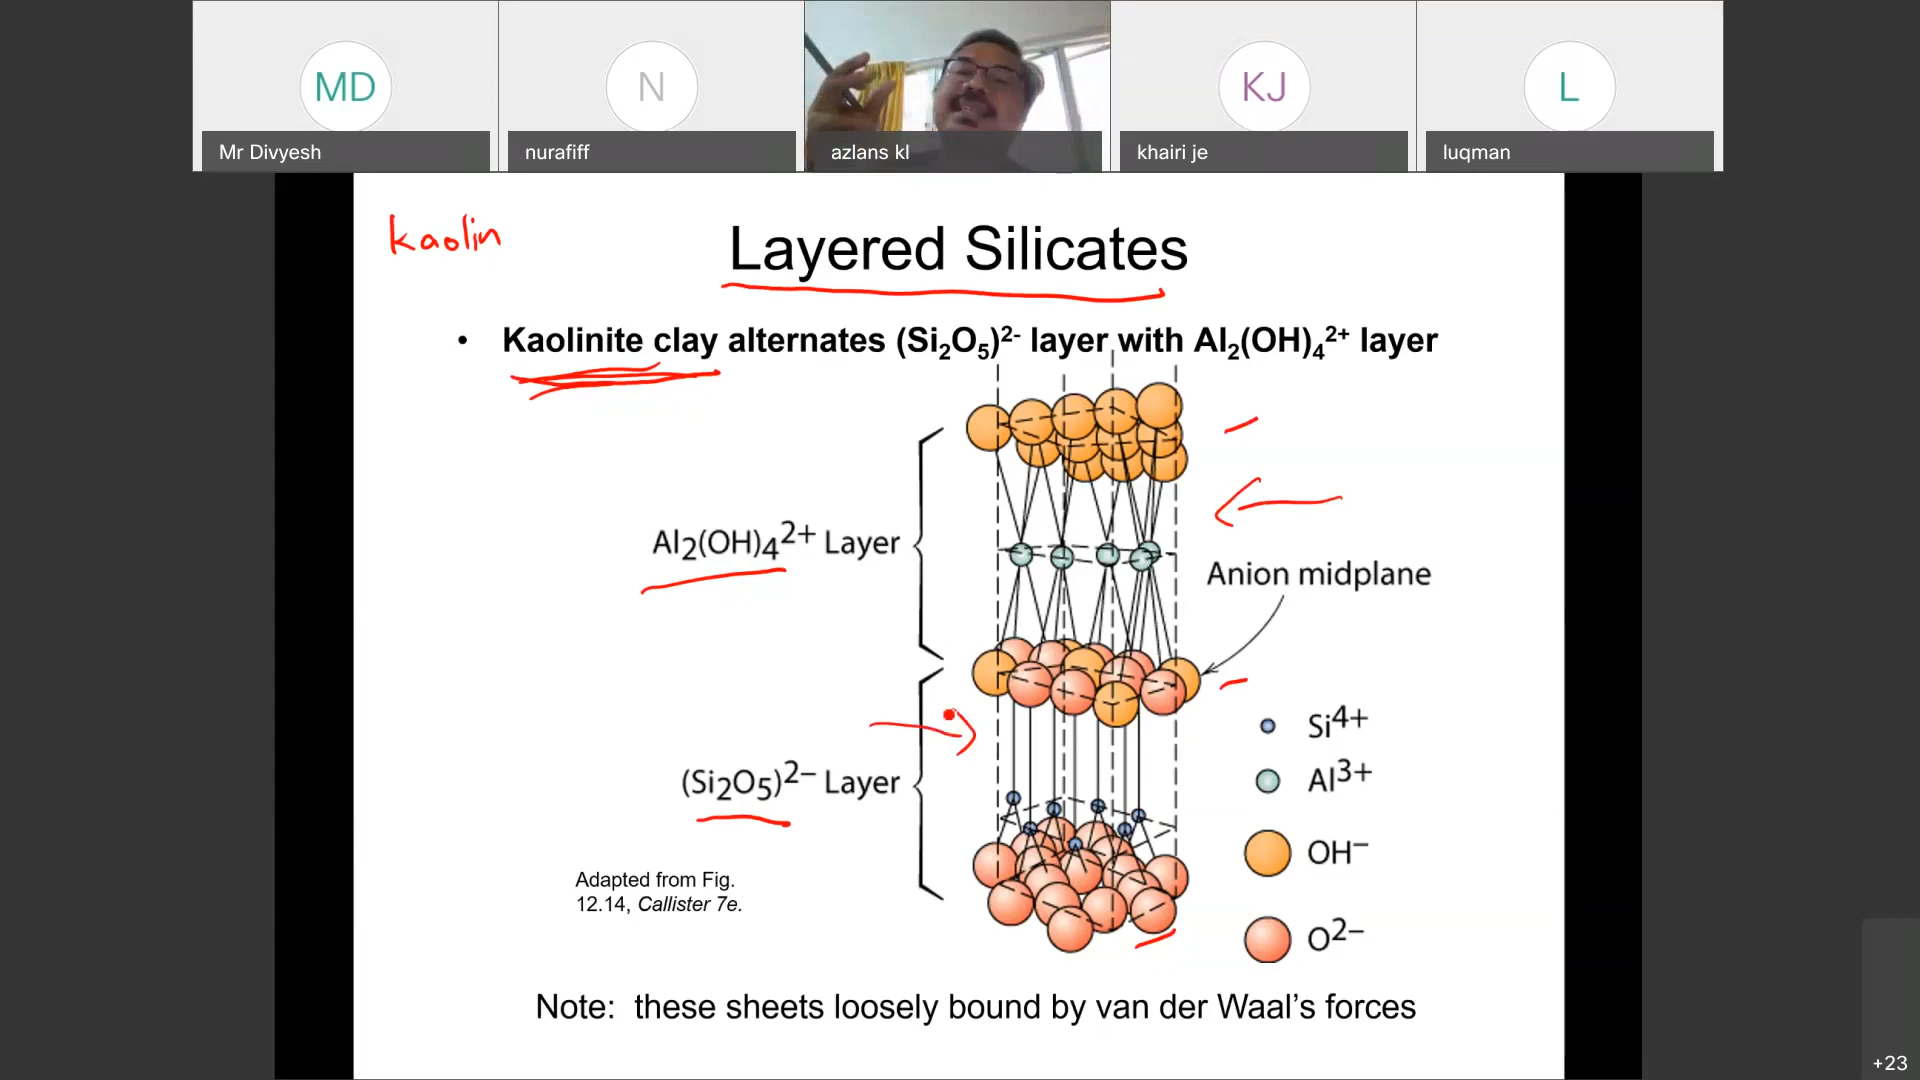 MD
N
KJ
L
Mr Divyesh
nurafiff
azlans kl
khairi je
luqman
kaolin
Layered Silicates
• Kaolinite clay alternates (Si₂O₅)²⁻ layer with Al₂(OH)₄²⁺ layer
Al₂(OH)₄²⁺ Layer
Anion midplane
Si⁴⁺
(Si₂O₅)²⁻ Layer
Al³⁺
OH⁻
Adapted from Fig.
12.14, Callister 7e.
O²⁻
Note: these sheets loosely bound by van der Waal’s forces
+23